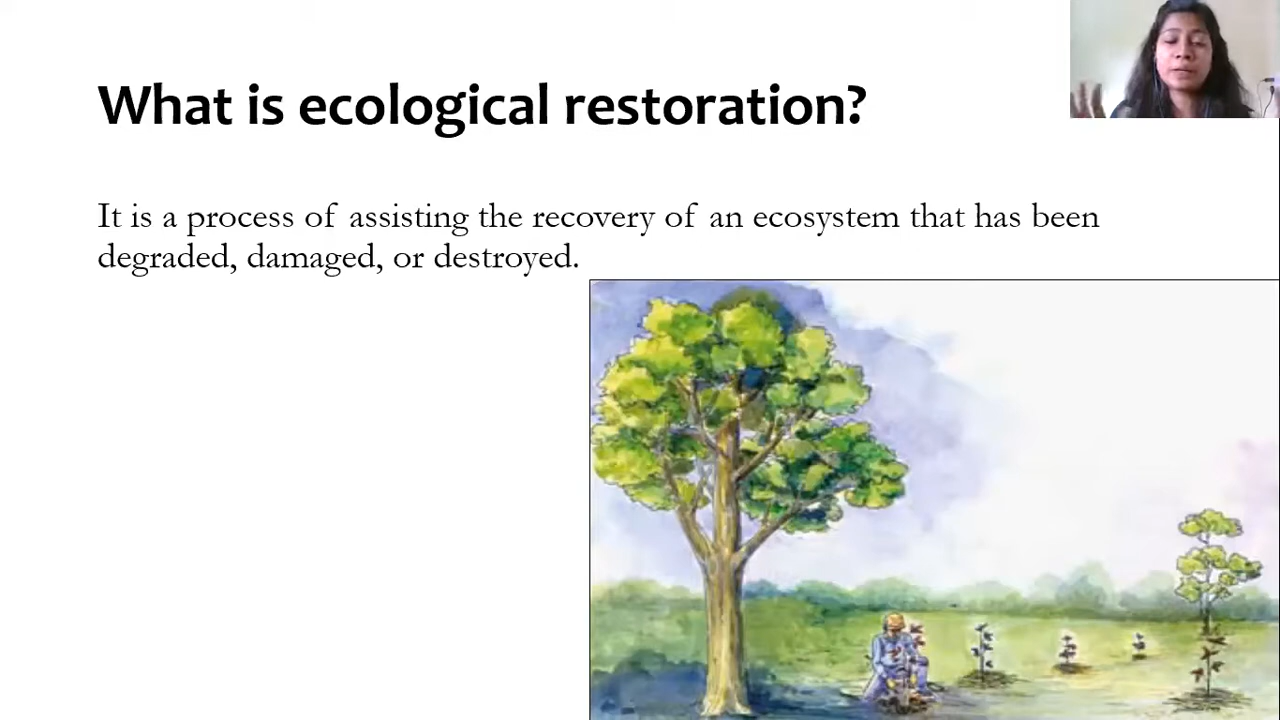 What is ecological restoration?
It is a process of assisting the recovery of an ecosystem that has been
degraded, damaged, or destroyed.